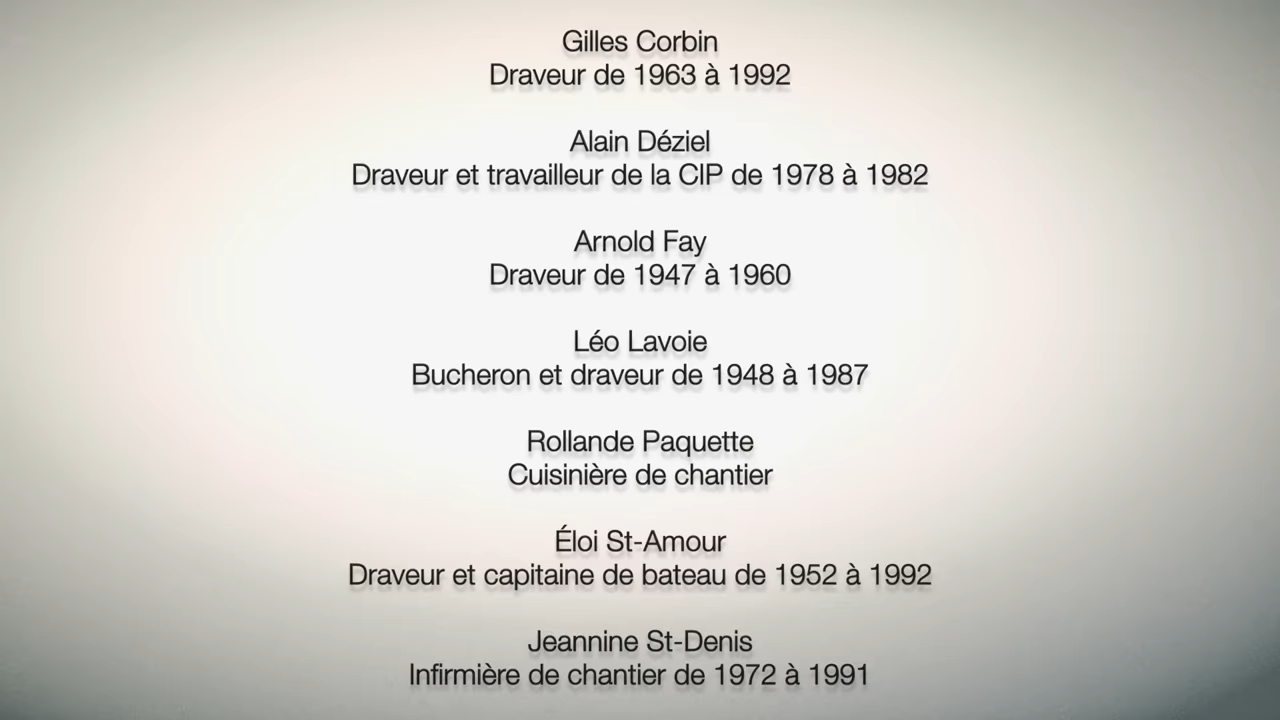 Gilles Corbin
Draveur de 1963 à 1992
Alain Déziel
Draveur et travailleur de la CIP de 1978 à 1982
Arnold Fay
Draveur de 1947 à 1960
Léo Lavoie
Bucheron et draveur de 1948 à 1987
Rollande Paquette
Cuisinière de chantier
Éloi St-Amour
Draveur et capitaine de bateau de 1952 à 1992
Jeannine St-Denis
Infirmière de chantier de 1972 à 1991